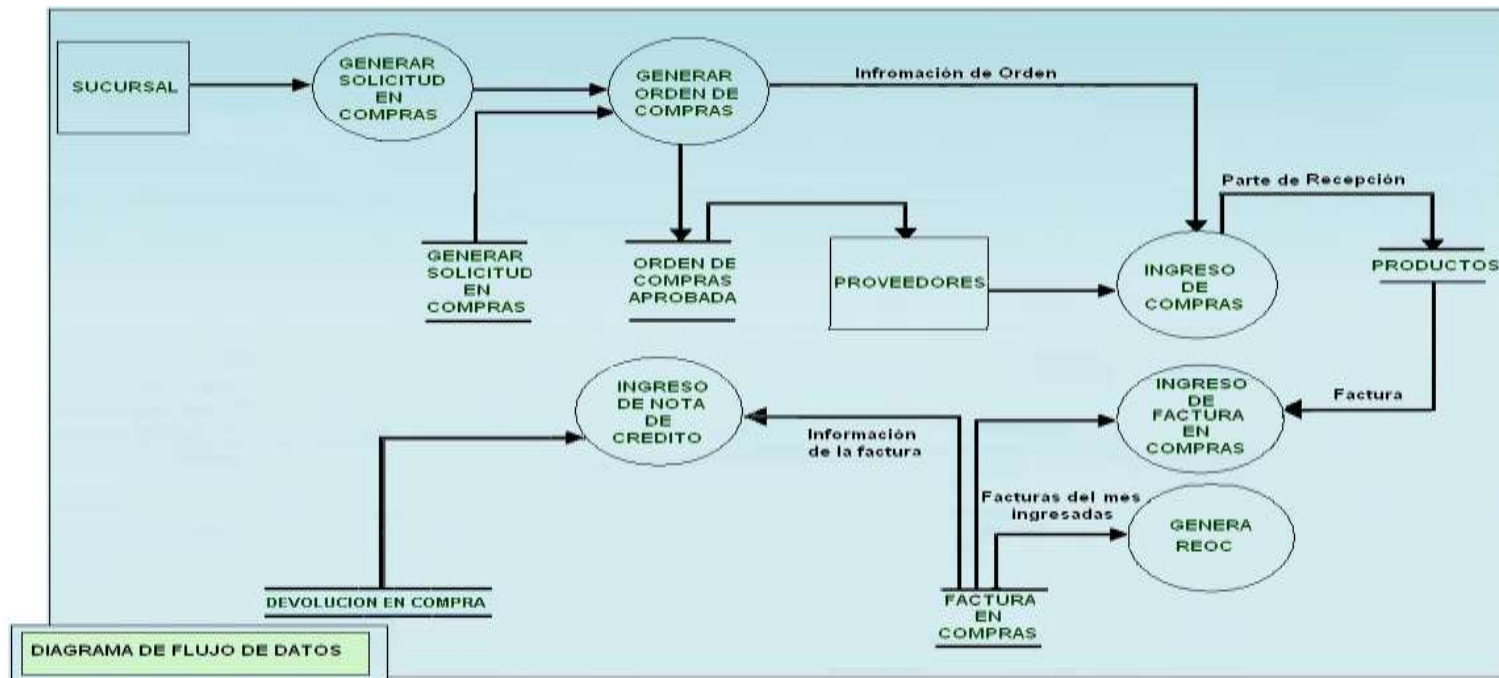 SUCURSAL
GENERAR
SOLICITUD
EN
COMPRAS
GENERAR
ORDEN DE
COMPRAS
Infromación de Orden
Parte de Recepción
GENERAR
SOLICITUD
EN
COMPRAS
ORDEN DE
COMPRAS
APROBADA
PROVEEDORES
INGRESO
DE
COMPRAS
PRODUCTOS
INGRESO
DE NOTA
DE
CREDITO
Información
de la factura
INGRESO
DE
FACTURA
EN
COMPRAS
Factura
Facturas del mes
ingresadas
GENERA
REOC
DEVOLUCION EN COMPRA
FACTURA
EN
COMPRAS
DIAGRAMA DE FLUJO DE DATOS